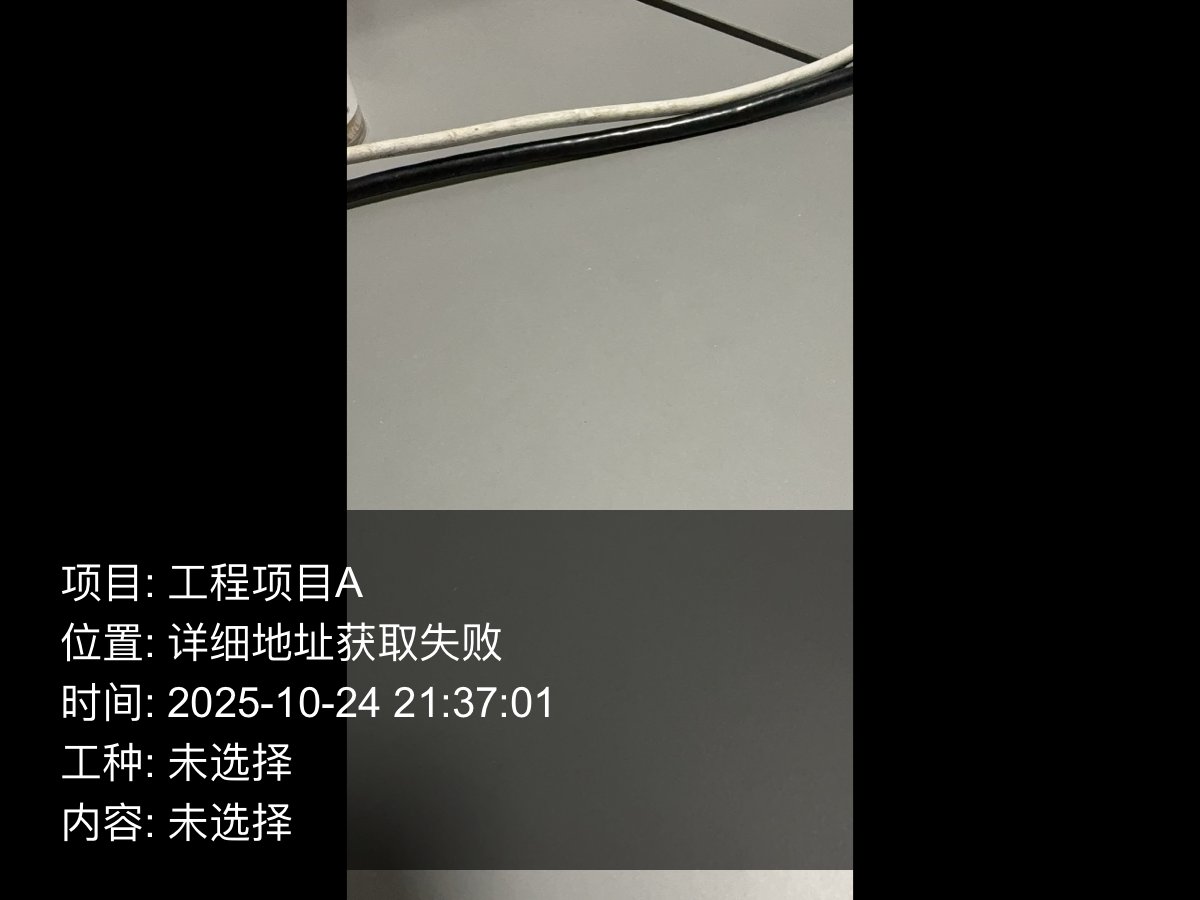 项目: 工程项目A
位置: 详细地址获取失败
时间: 2025-10-24 21:37:01
工种: 未选择
内容: 未选择